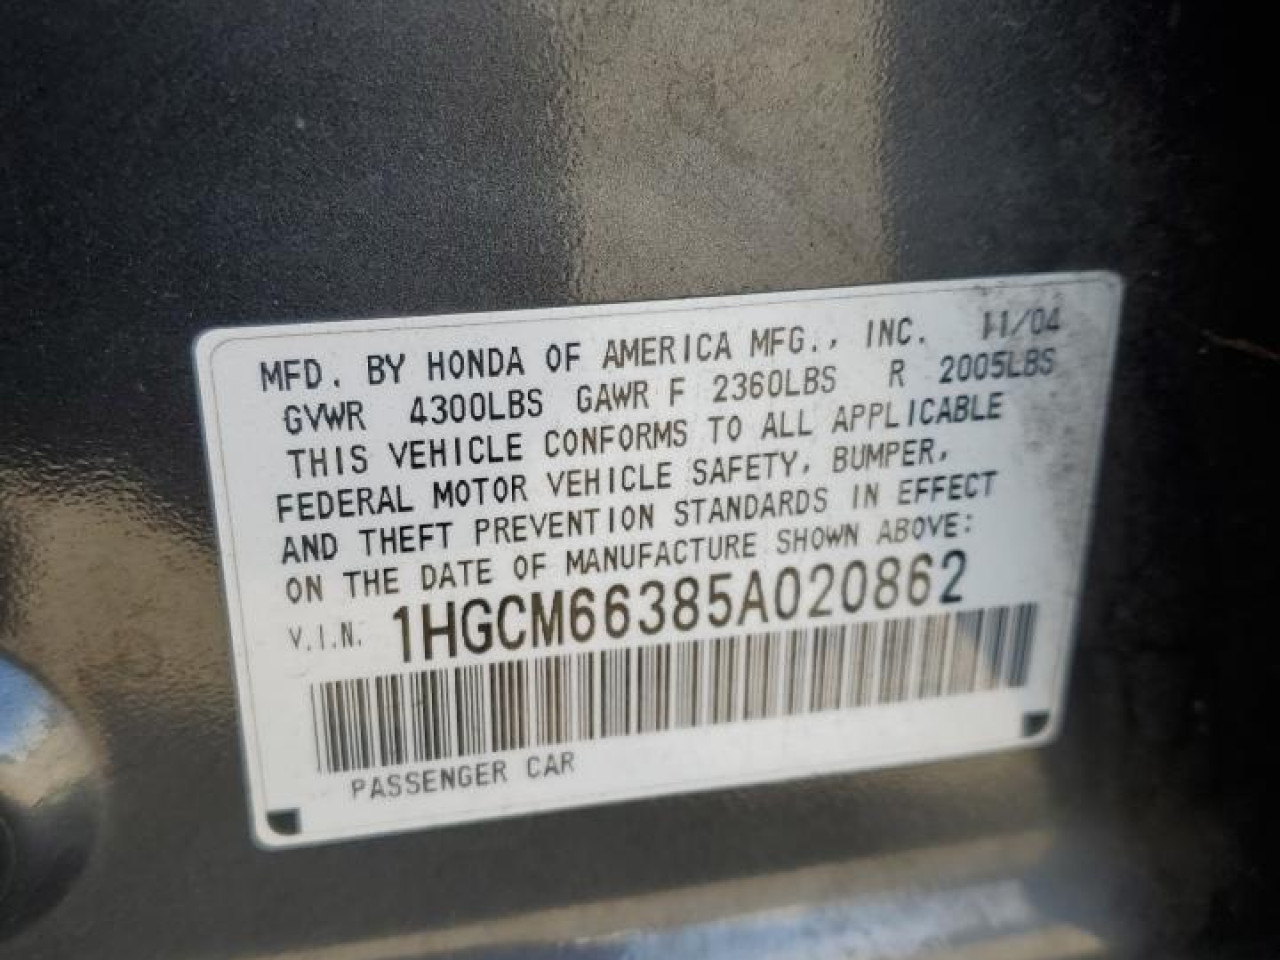 MFD. BY HONDA OF AMERICA MFG., INC. 11/04
GVWR 4300LBS GAWR F 2360LBS R 2005LBS
THIS VEHICLE CONFORMS TO ALL APPLICABLE
FEDERAL MOTOR VEHICLE SAFETY, BUMPER,
AND THEFT PREVENTION STANDARDS IN EFFECT
ON THE DATE OF MANUFACTURE SHOWN ABOVE:
V.I.N. 1HGCM66385A020862
PASSENGER CAR